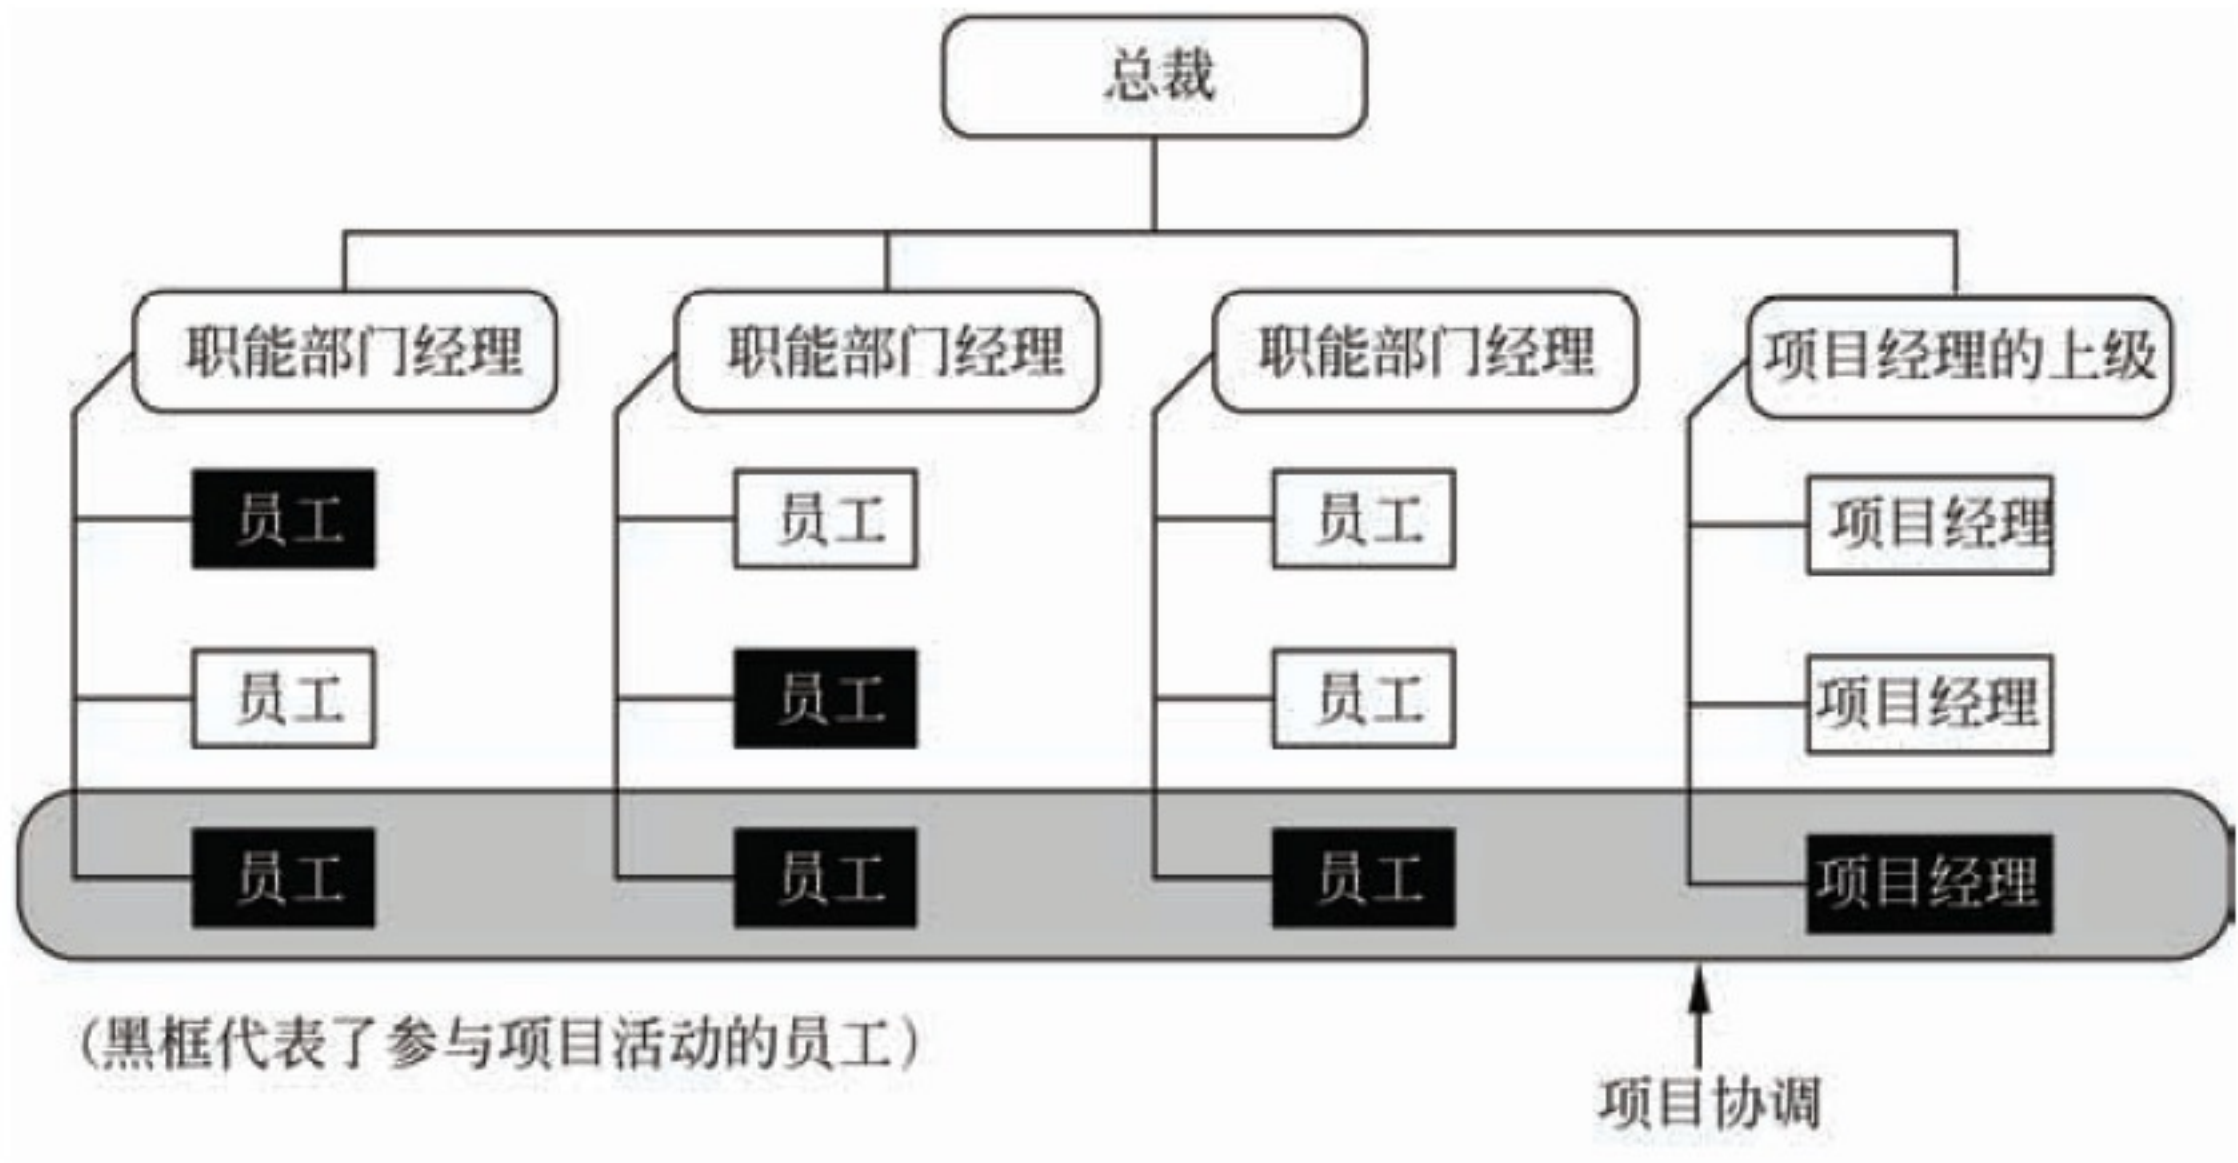 总裁
职能部门经理 职能部门经理 职能部门经理 项目经理的上级
员工 员工 员工 项目经理
员工 员工 员工 项目经理
员工 员工 员工 项目经理
(黑框代表了参与项目活动的员工)
项目协调